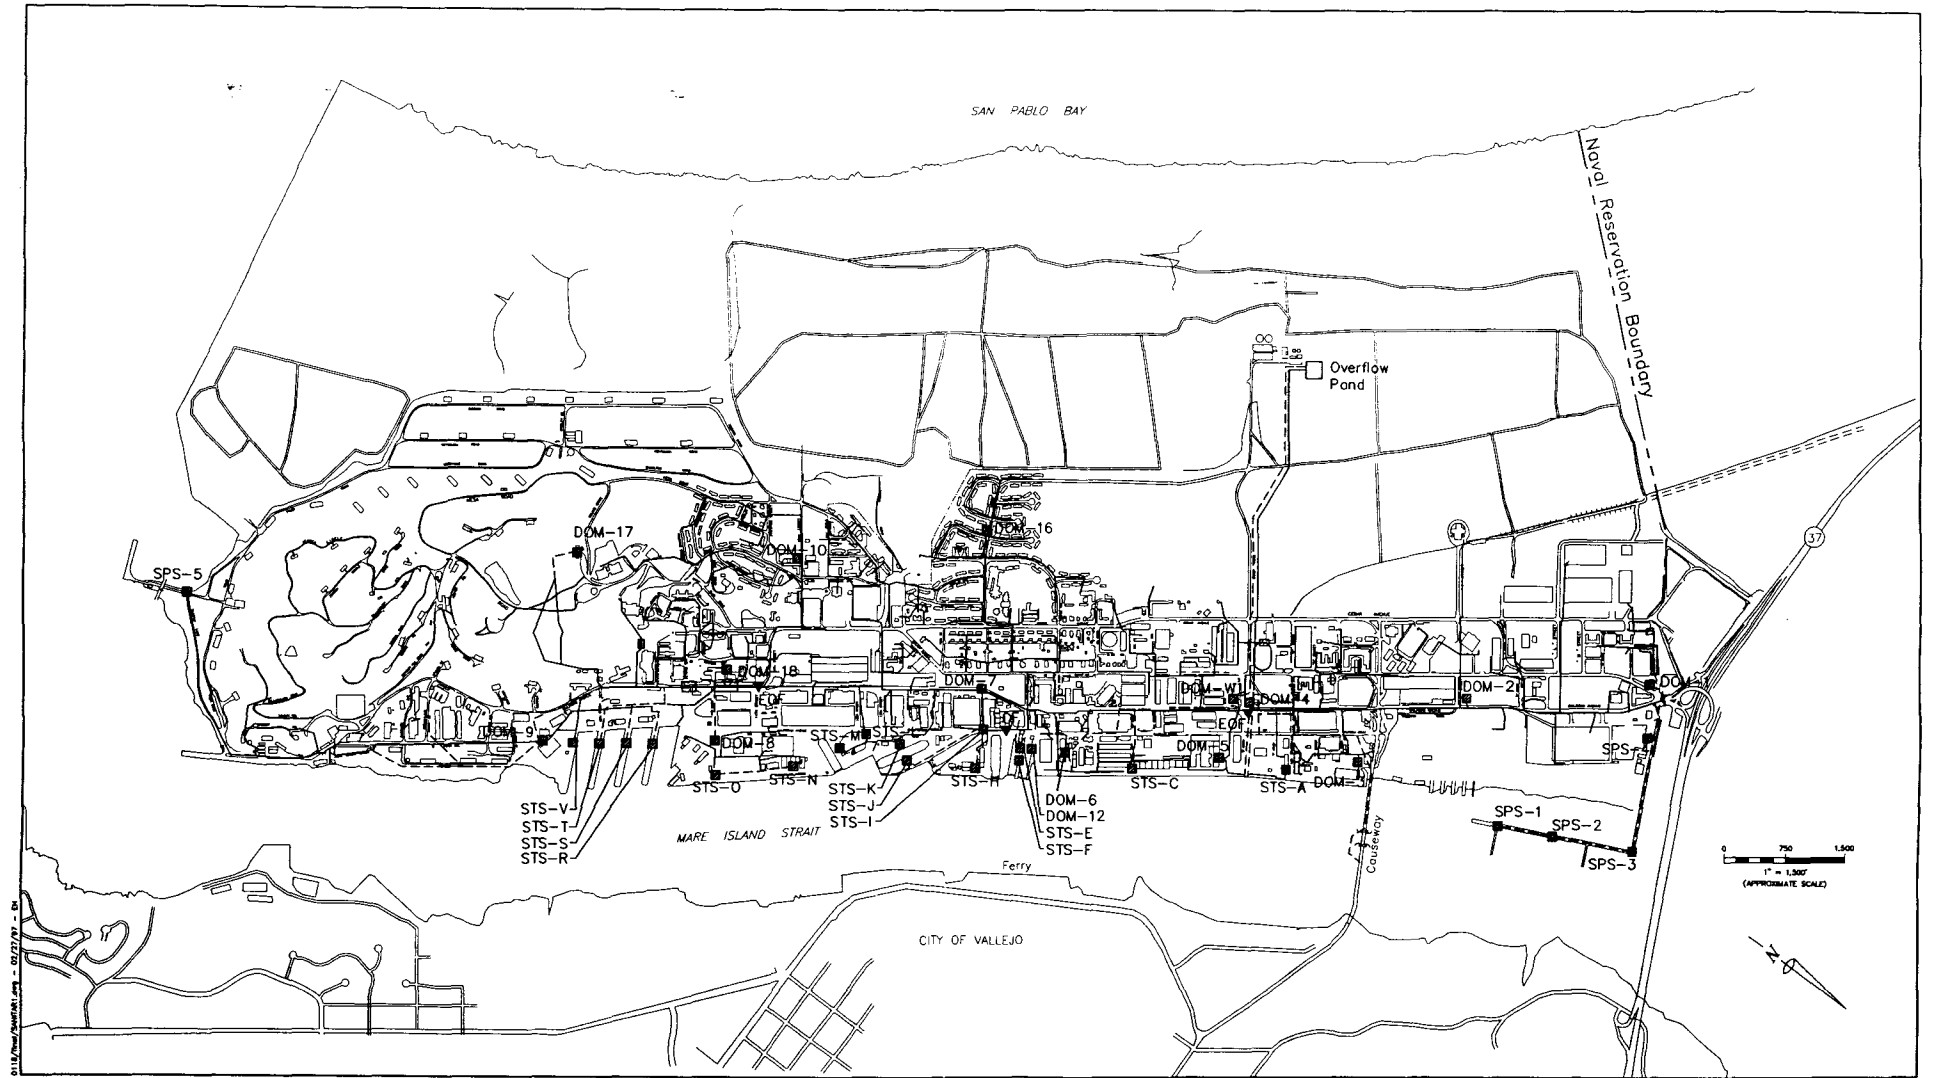 SAN PABLO BAY
Naval Reservation Boundary
Overflow
Pond
37
DOM-17
DOM-16
DOM-10
SPS-5
CEDAR AVENUE
DOM-18
DOM-7
DOM-W
DOM-4
DOM-2
EOF
EOF
DOM-9
DOM-8
STS-M
DOM-5
SPS-
STS-O
STS-N
STS-K
STS-J
STS-I
STS-H
STS-C
STS-A
DOM-3
STS-V
STS-T
STS-S
STS-R
DOM-6
DOM-12
STS-E
STS-F
SPS-1
SPS-2
SPS-3
MARE ISLAND STRAIT
Ferry
Causeway
0 750 1,500
1" = 1,500'
(APPROXIMATE SCALE)
CITY OF VALLEJO
N